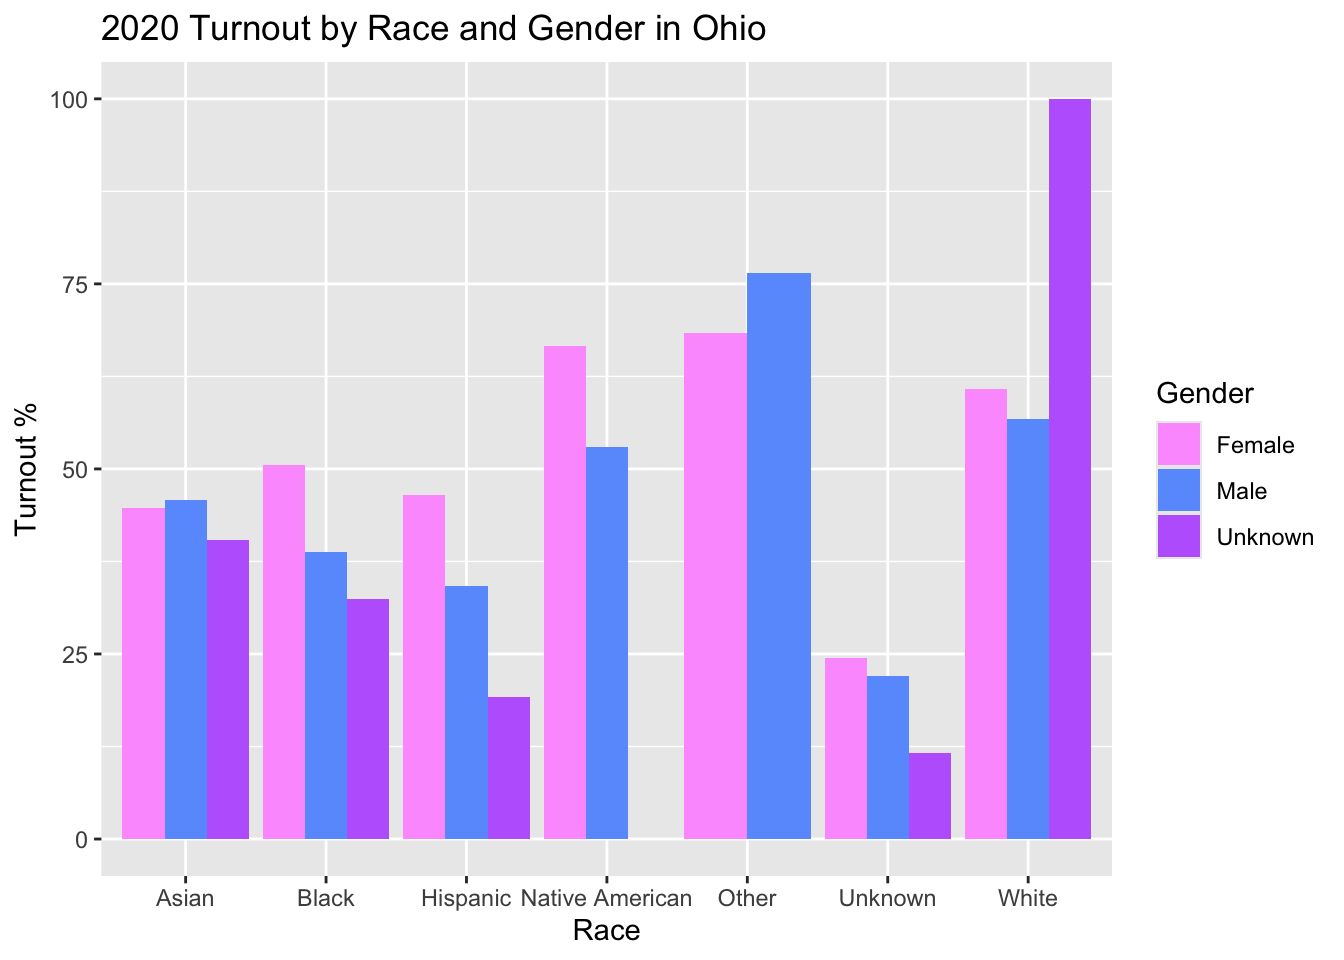 2020 Turnout by Race and Gender in Ohio
Turnout %
100
75
50
25
0
Asian Black Hispanic Native American Other Unknown White
Race
Gender
Female
Male
Unknown